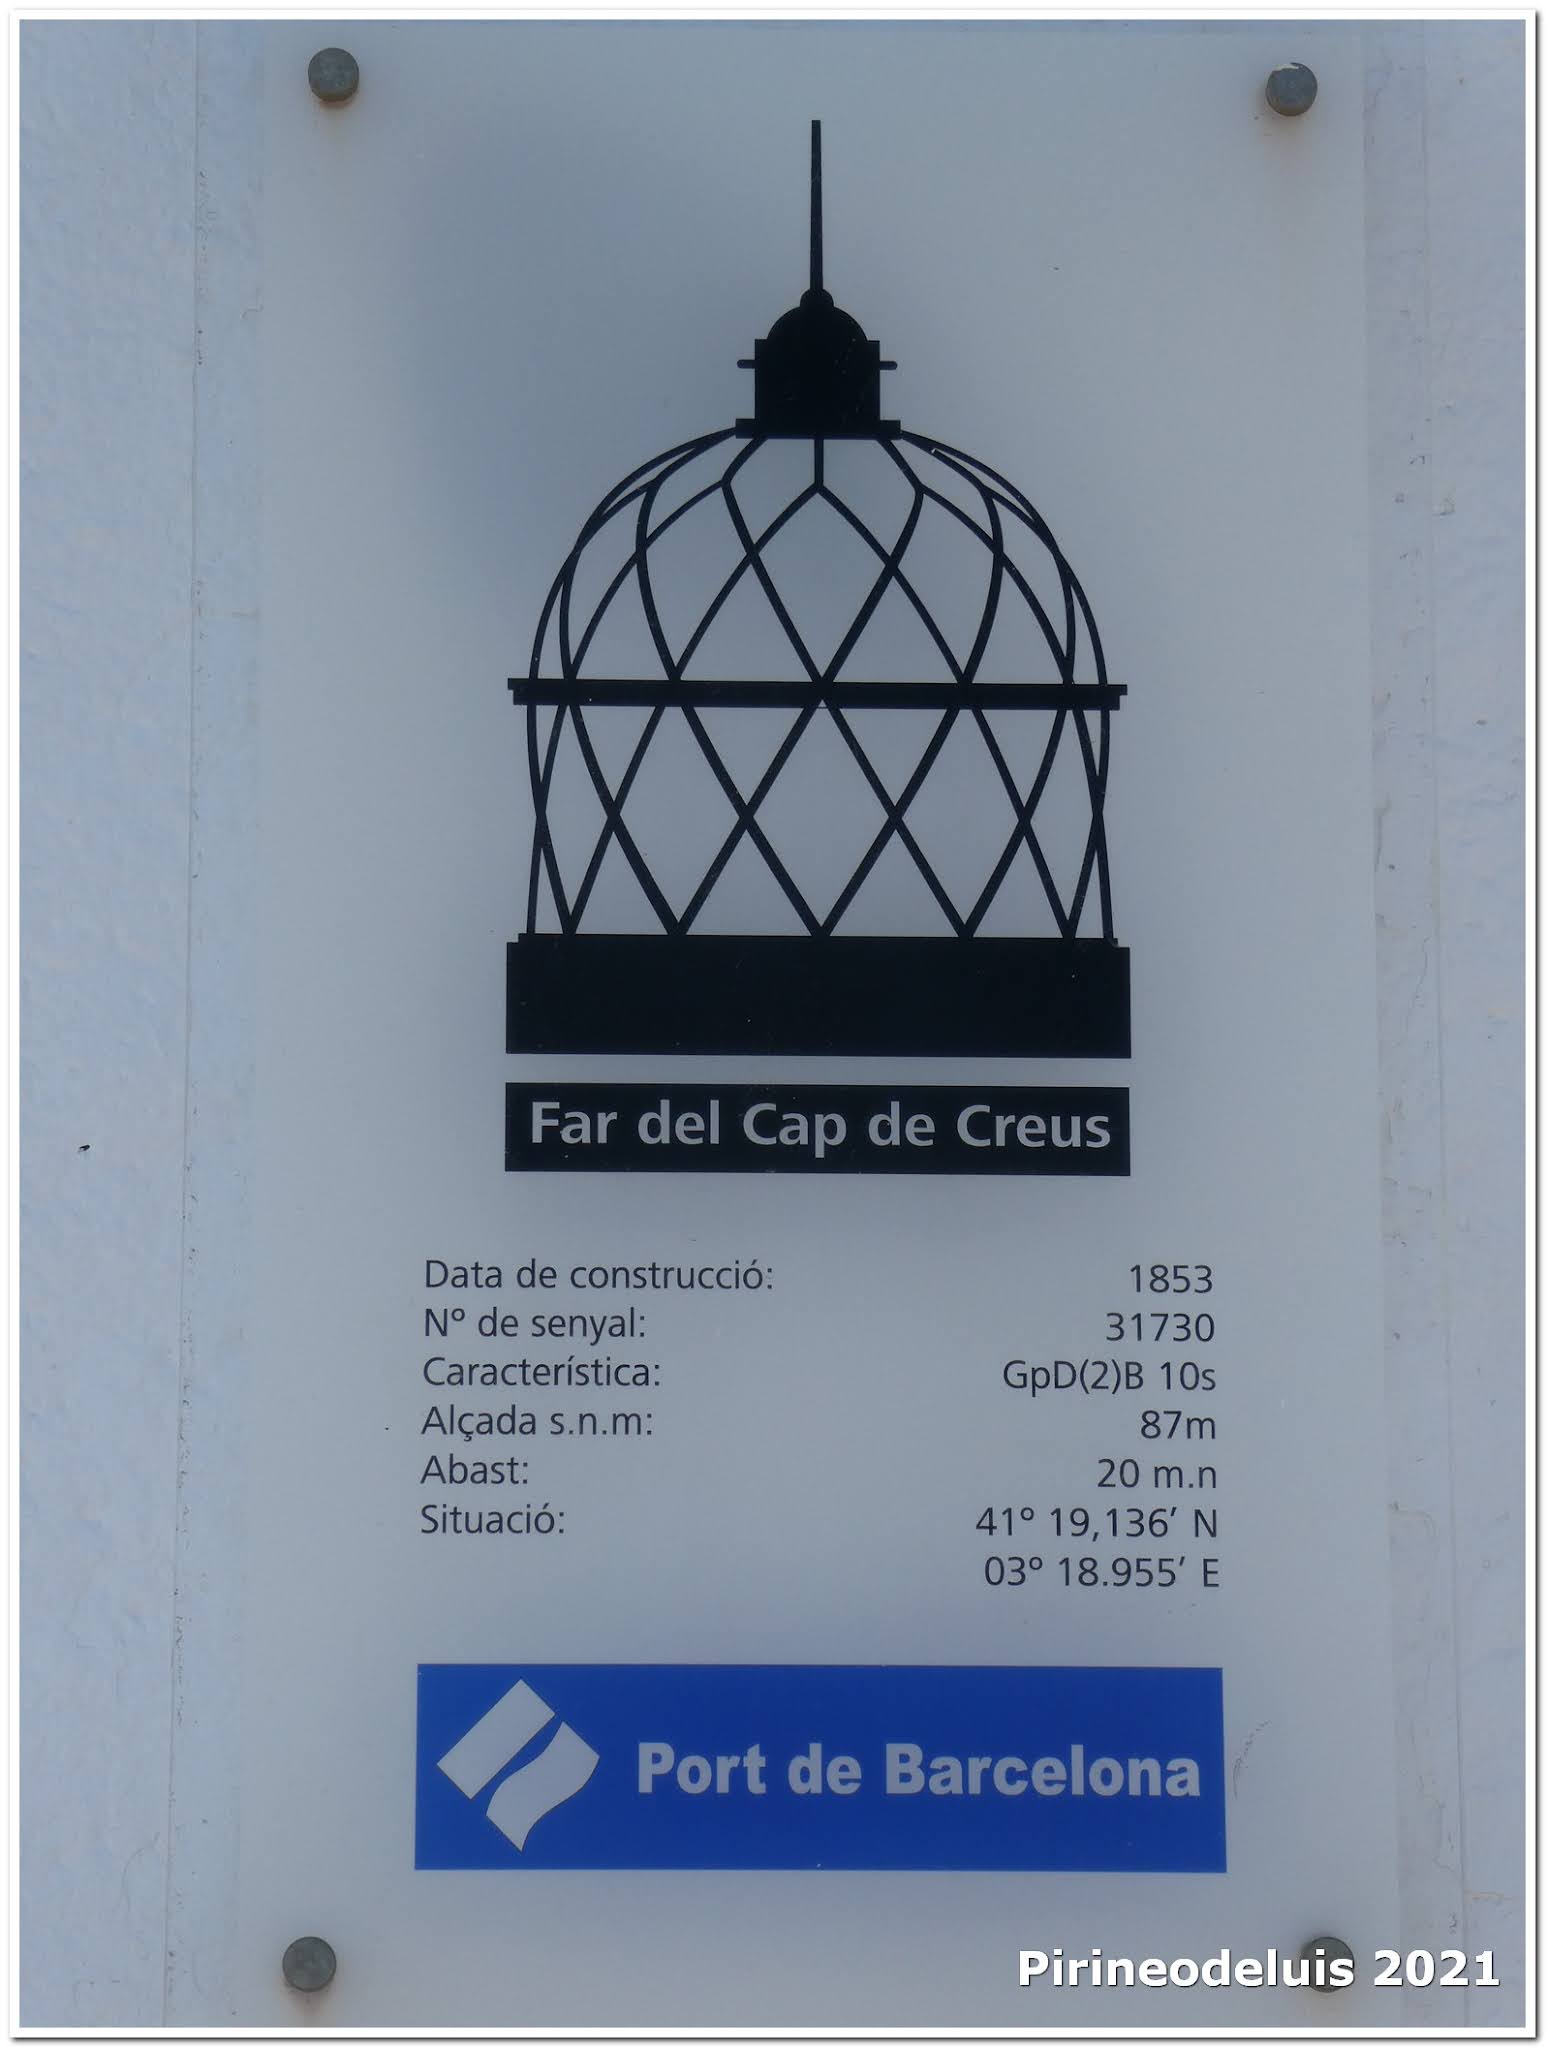 Far del Cap de Creus
Data de construcció: 1853
Nº de senyal: 31730
Característica: GpD(2)B 10s
Alçada s.n.m: 87m
Abast: 20 m.n
Situació: 41° 19,136’ N
03° 18.955’ E
Port de Barcelona
Pirineodeluis 2021